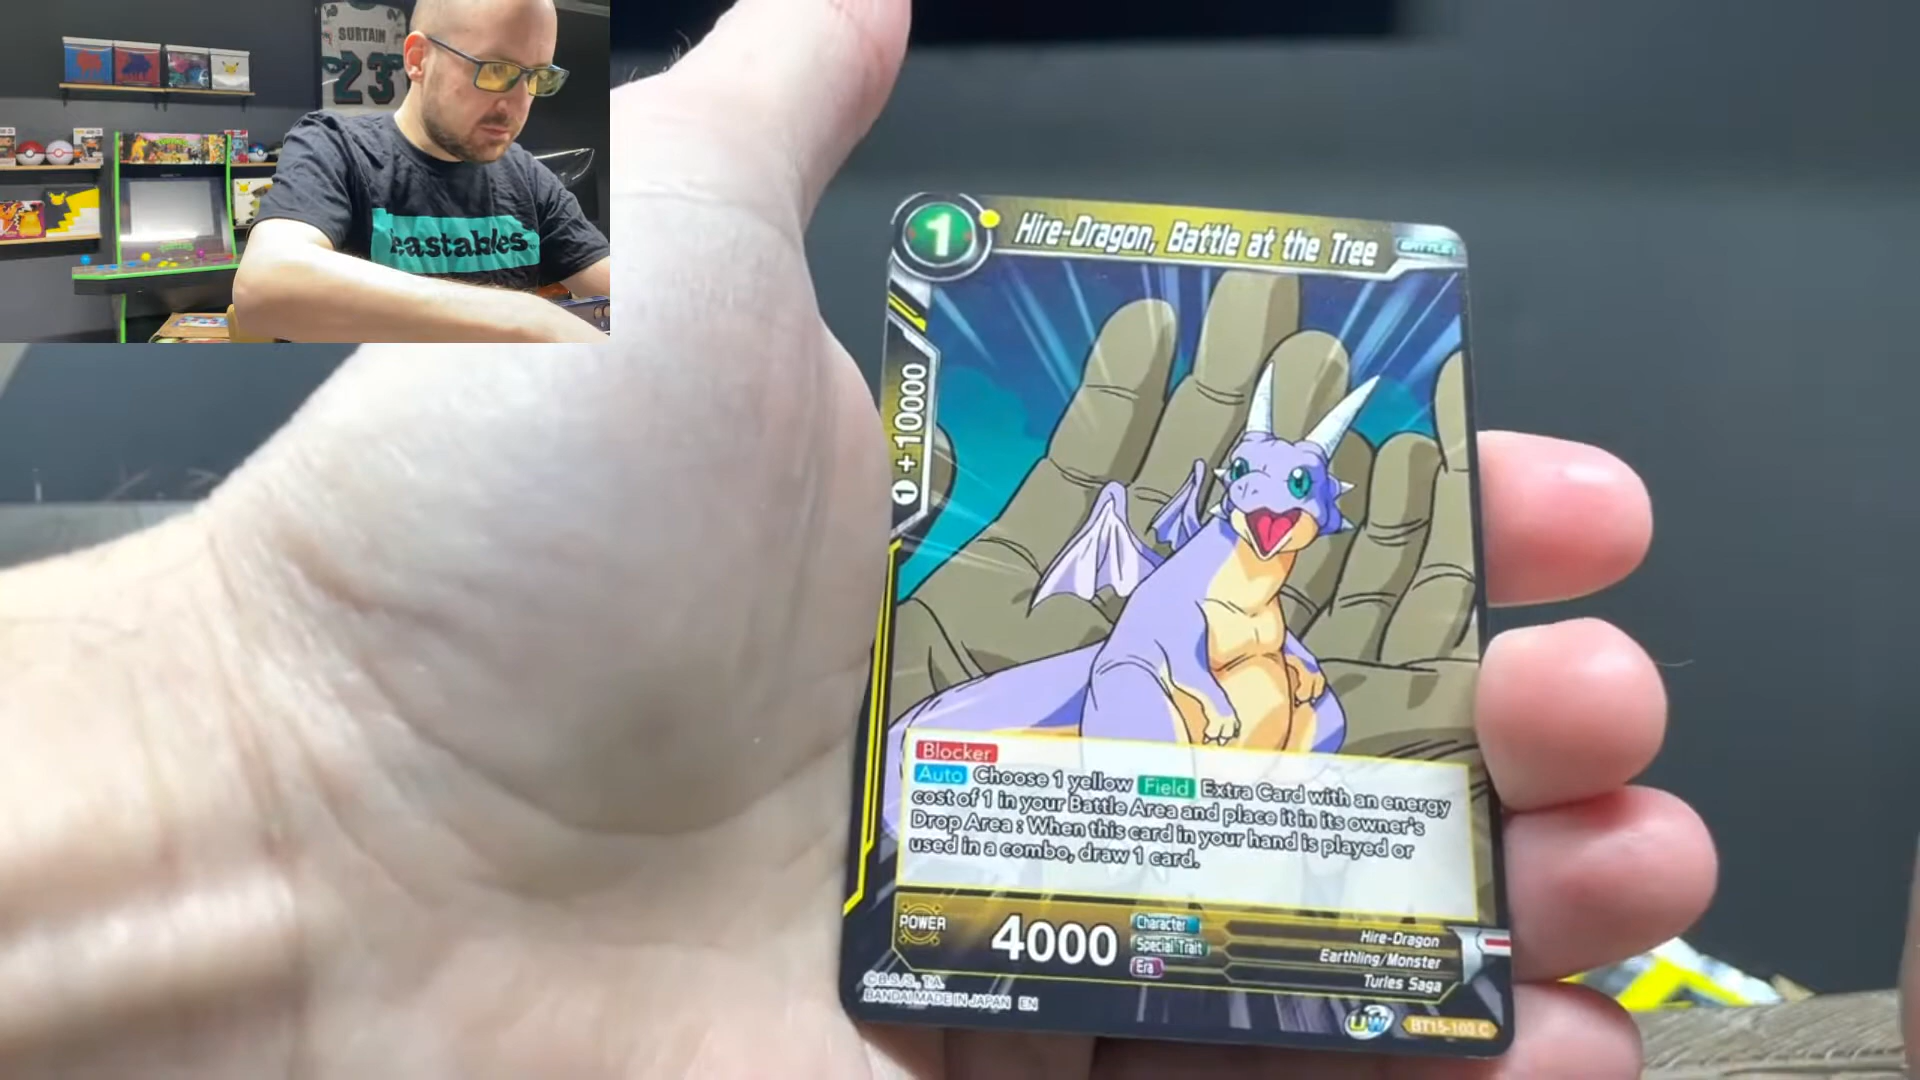 SURTAIN
23
feastables
1
Hire-Dragon, Battle at the Tree
BATTLE
1 +10000
Blocker
Auto Choose 1 yellow Field Extra Card with an energy
cost of 1 in your Battle Area and place it in its owner's
Drop Area : When this card in your hand is played or
used in a combo, draw 1 card.
POWER
4000
Character
Hire-Dragon
Special Trait
Earthling/Monster
Era
Turles Saga
©B.S./S., T.A.
BANDAI MADE IN JAPAN EN
UW
BT15-103 C